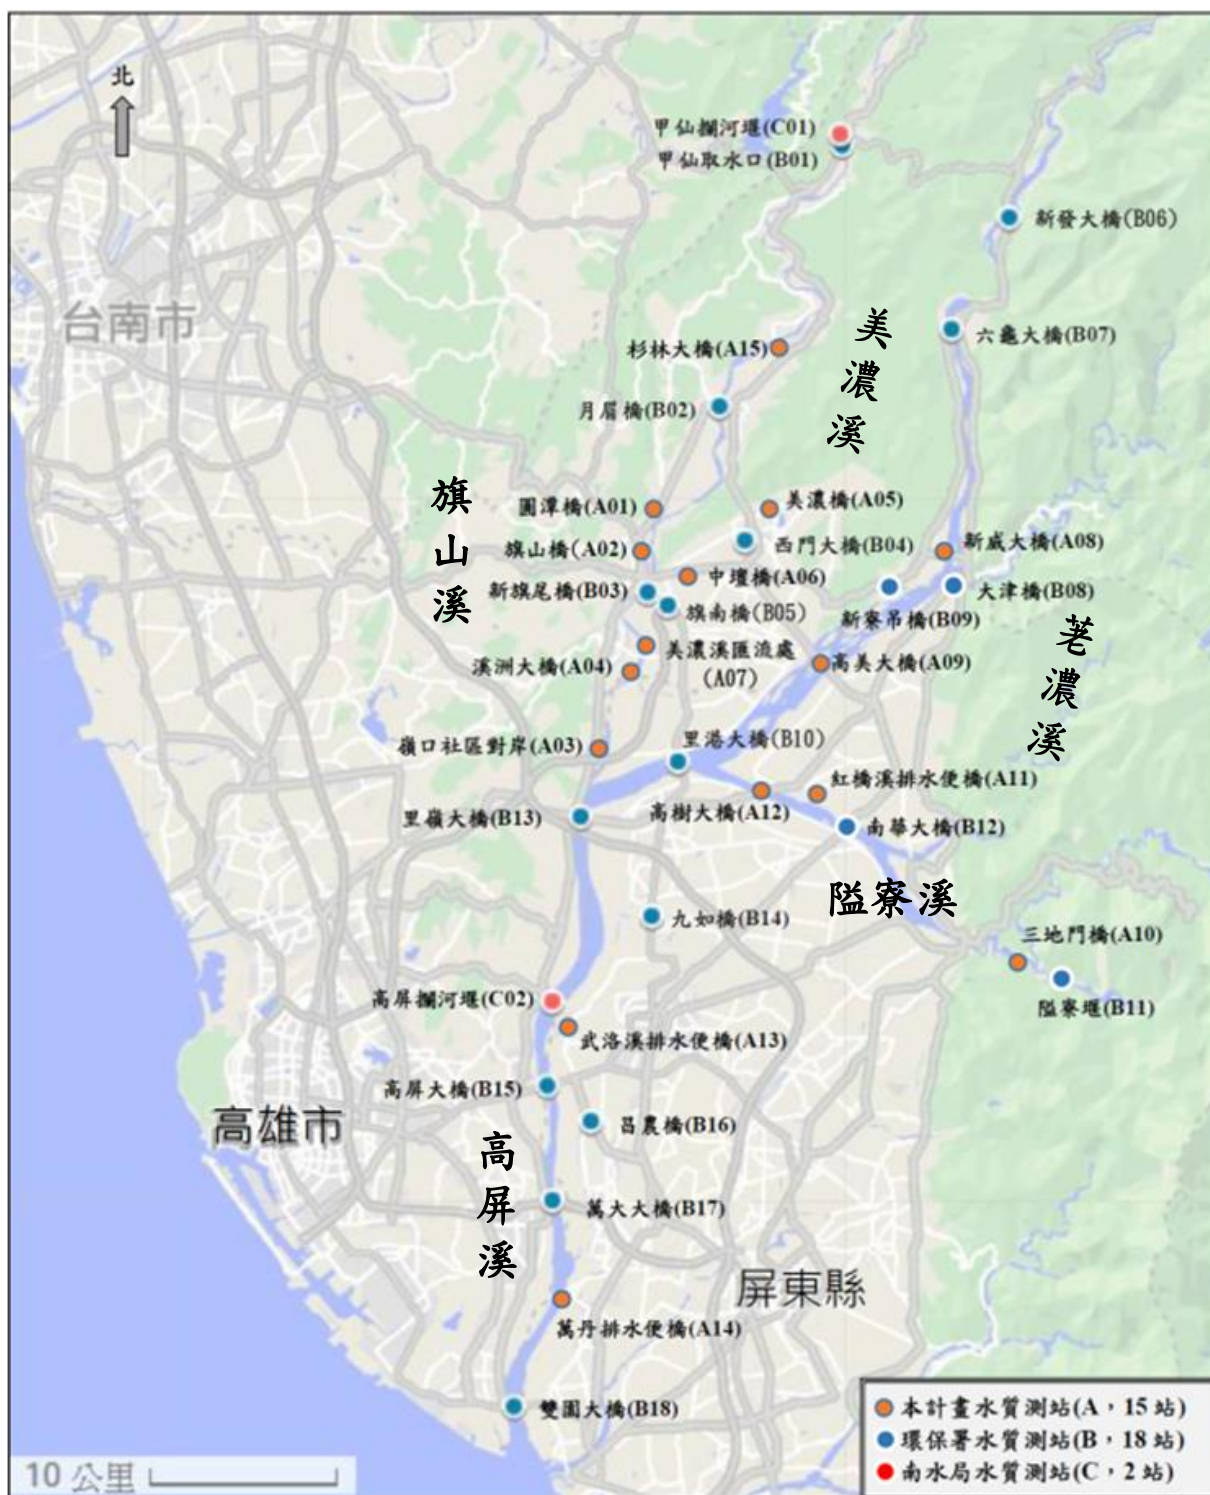 北
甲仙攔河堰(C01)
甲仙取水口(B01)
新發大橋(B06)
台南市
六龜大橋(B07)
美濃溪
杉林大橋(A15)
月眉橋(B02)
旗山溪
圓潭橋(A01)
美濃橋(A05)
旗山橋(A02)
西門大橋(B04)
新威大橋(A08)
新旗尾橋(B03)
中壇橋(A06)
大津橋(B08)
旗南橋(B05)
新寮吊橋(B09)
荖濃溪
溪洲大橋(A04)
美濃溪匯流處
(A07)
高美大橋(A09)
嶺口社區對岸(A03)
里港大橋(B10)
紅橋溪排水便橋(A11)
里嶺大橋(B13)
高樹大橋(A12)
南華大橋(B12)
隘寮溪
九如橋(B14)
三地門橋(A10)
隘寮堰(B11)
高屏攔河堰(C02)
武洛溪排水便橋(A13)
高屏大橋(B15)
高雄市
昌農橋(B16)
高屏溪
萬大大橋(B17)
屏東縣
萬丹排水便橋(A14)
雙園大橋(B18)
本計畫水質測站(A，15 站)
環保署水質測站(B，18 站)
南水局水質測站(C，2 站)
10 公里